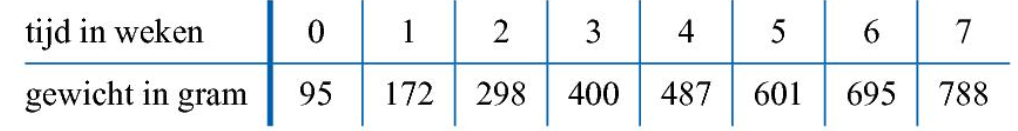 tijd in weken 0 1 2 3 4 5 6 7
gewicht in gram 95 172 298 400 487 601 695 788